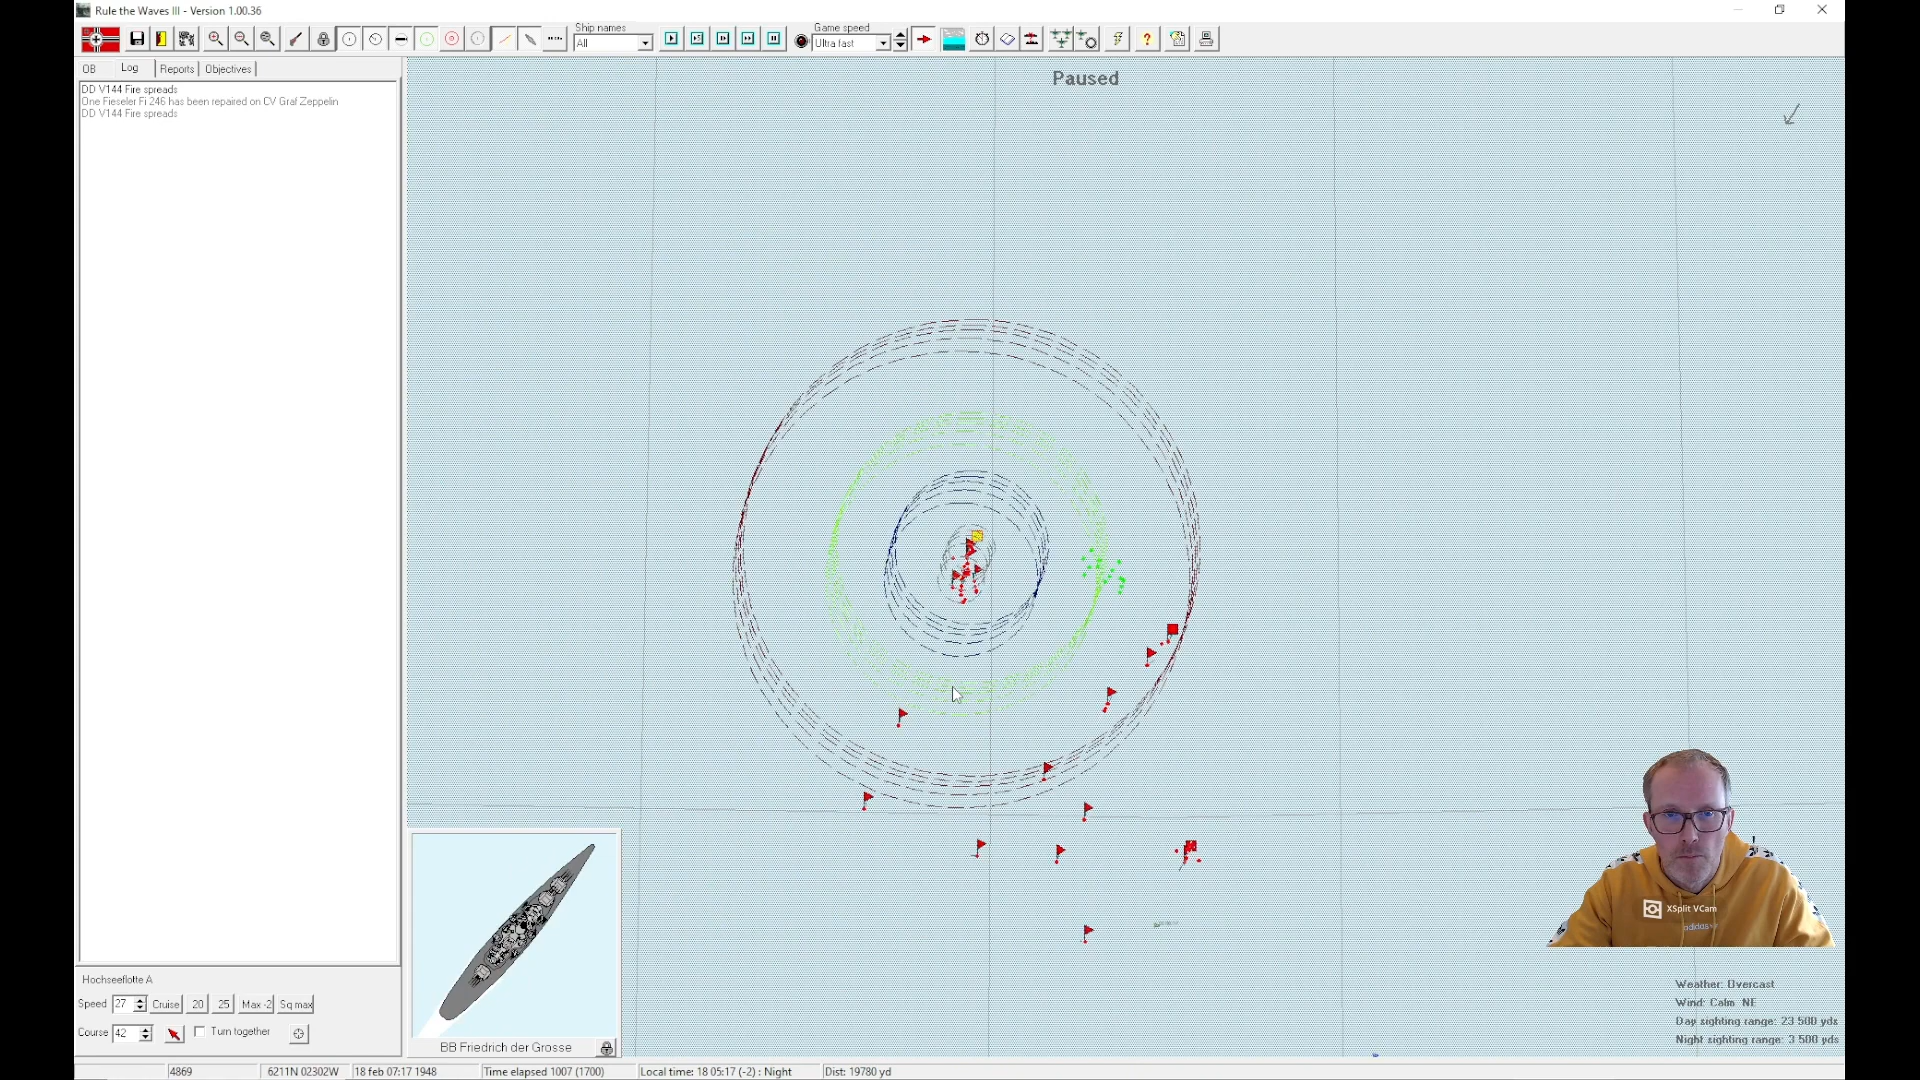 Rule the Waves III - Version 1.00.36
Ship names
All
Game speed
Ultra fast
OB
Log
Reports
Objectives
DD V144 Fire spreads
One Fieseler Fi 246 has been repaired on CV Graf Zeppelin
DD V144 Fire spreads
Paused
XSplit VCam
adidas
Weather: Overcast
Wind: Calm NE
Day sighting range: 23 500 yds
Night sighting range: 3 500 yds
Hochseeflotte A
Speed 27 Cruise 20 25 Max -2 Sq max
Course 42 Turn together
BB Friedrich der Grosse
4869 6211N 02302W 18 feb 07:17 1948 Time elapsed 1007 (1700) Local time: 18 05:17 (-2) : Night Dist: 19780 yd